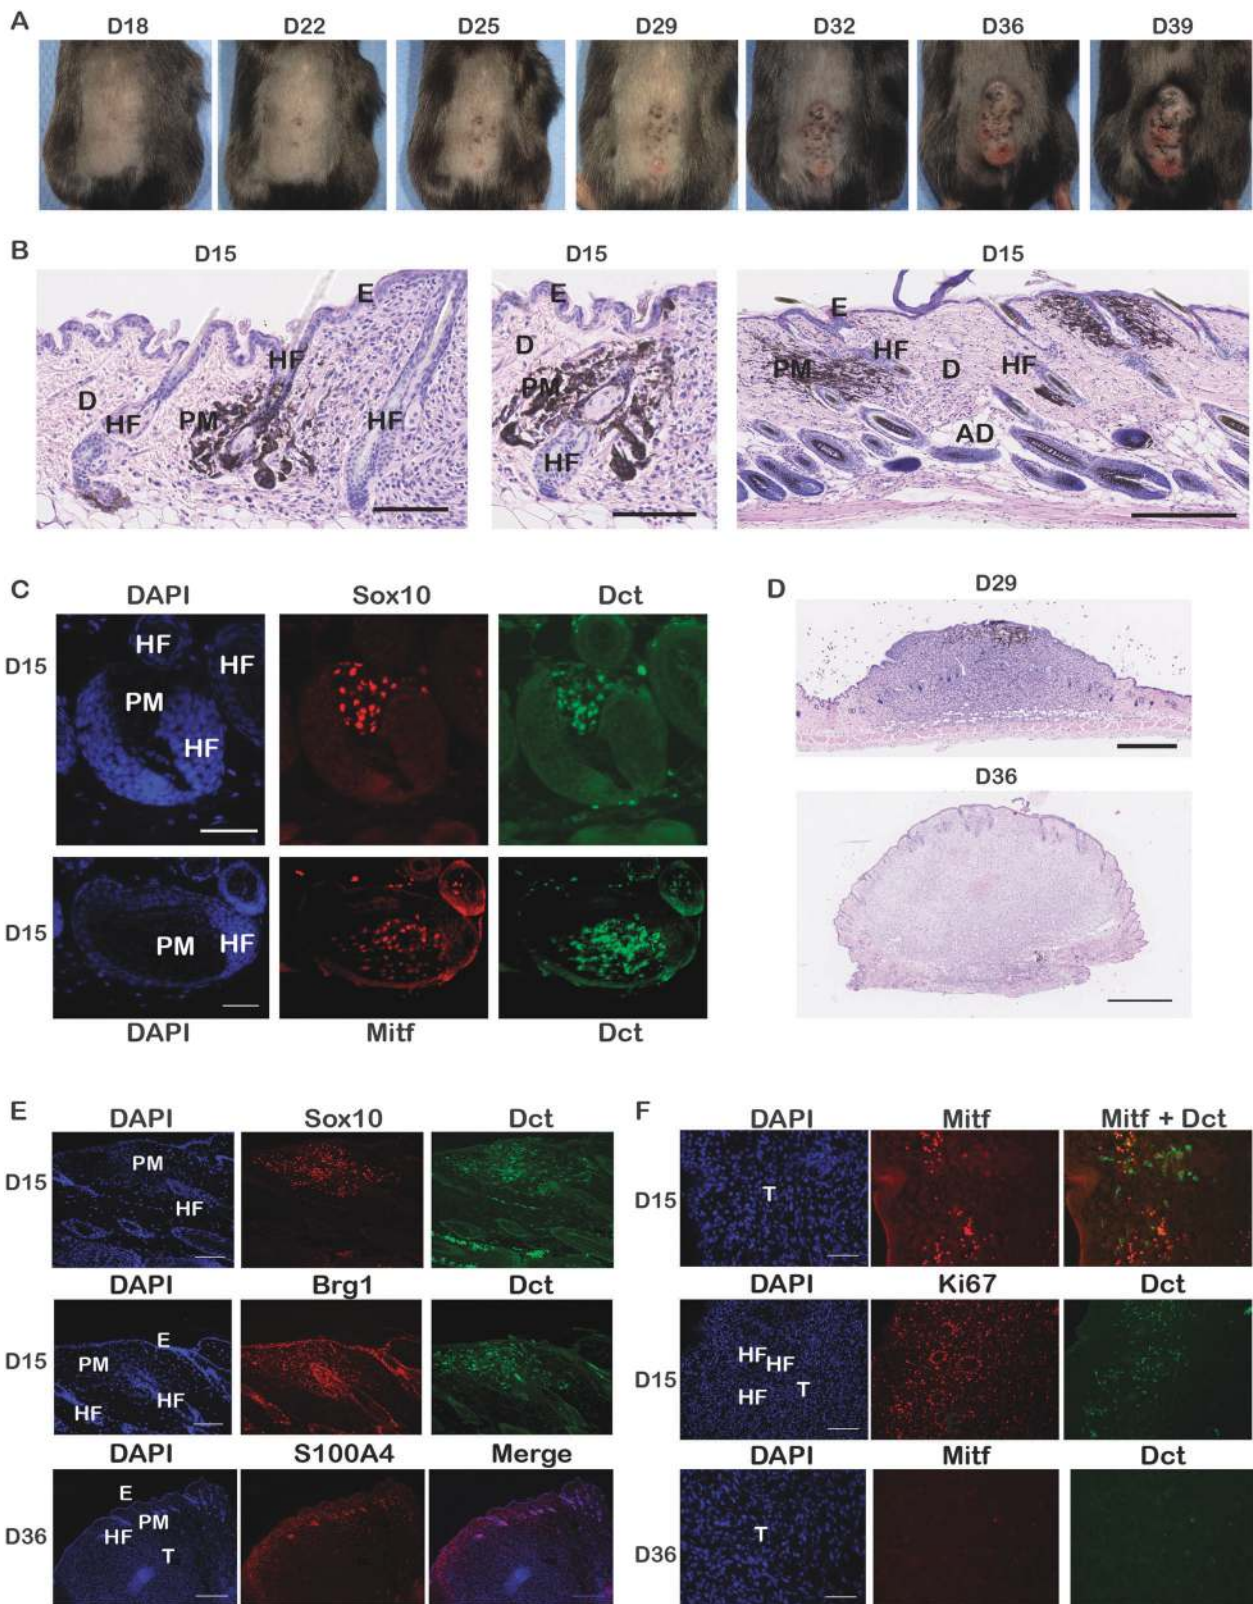 A
D18 D22 D25 D29 D32 D36 D39
B
D15 D15 D15
E
D
HF
HF
PM
HF
E
D
PM
HF
E
HF
PM
D
HF
AD
C
DAPI Sox10 Dct
D15
HF
HF
PM
HF
D15
PM
HF
DAPI Mitf Dct
D
D29
D36
E
DAPI Sox10 Dct
D15
PM
HF
DAPI Brg1 Dct
D15
E
PM
HF
HF
DAPI S100A4 Merge
D36
E
PM
HF
T
F
DAPI Mitf Mitf + Dct
D15
T
DAPI Ki67 Dct
D15
HF
HF
HF
T
DAPI Mitf Dct
D36
T